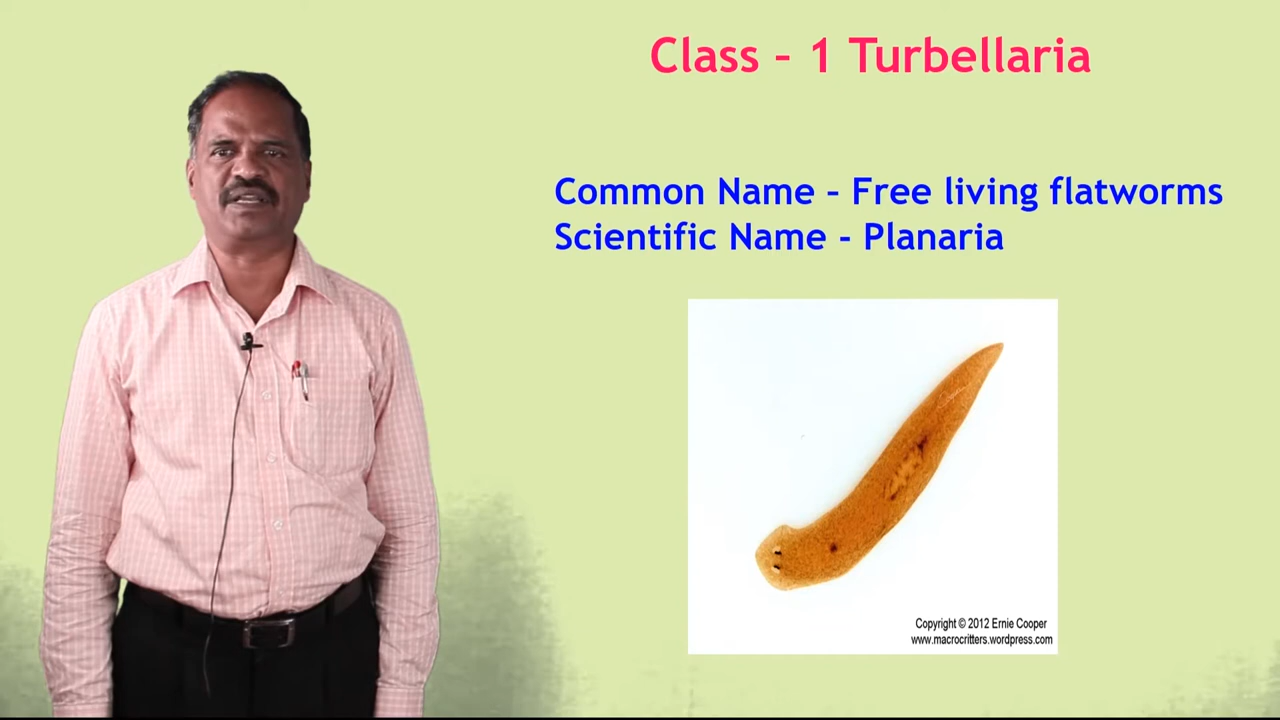 Class – 1 Turbellaria
Common Name – Free living flatworms
Scientific Name - Planaria
Copyright © 2012 Ernie Cooper
www.macrocritters.wordpress.com